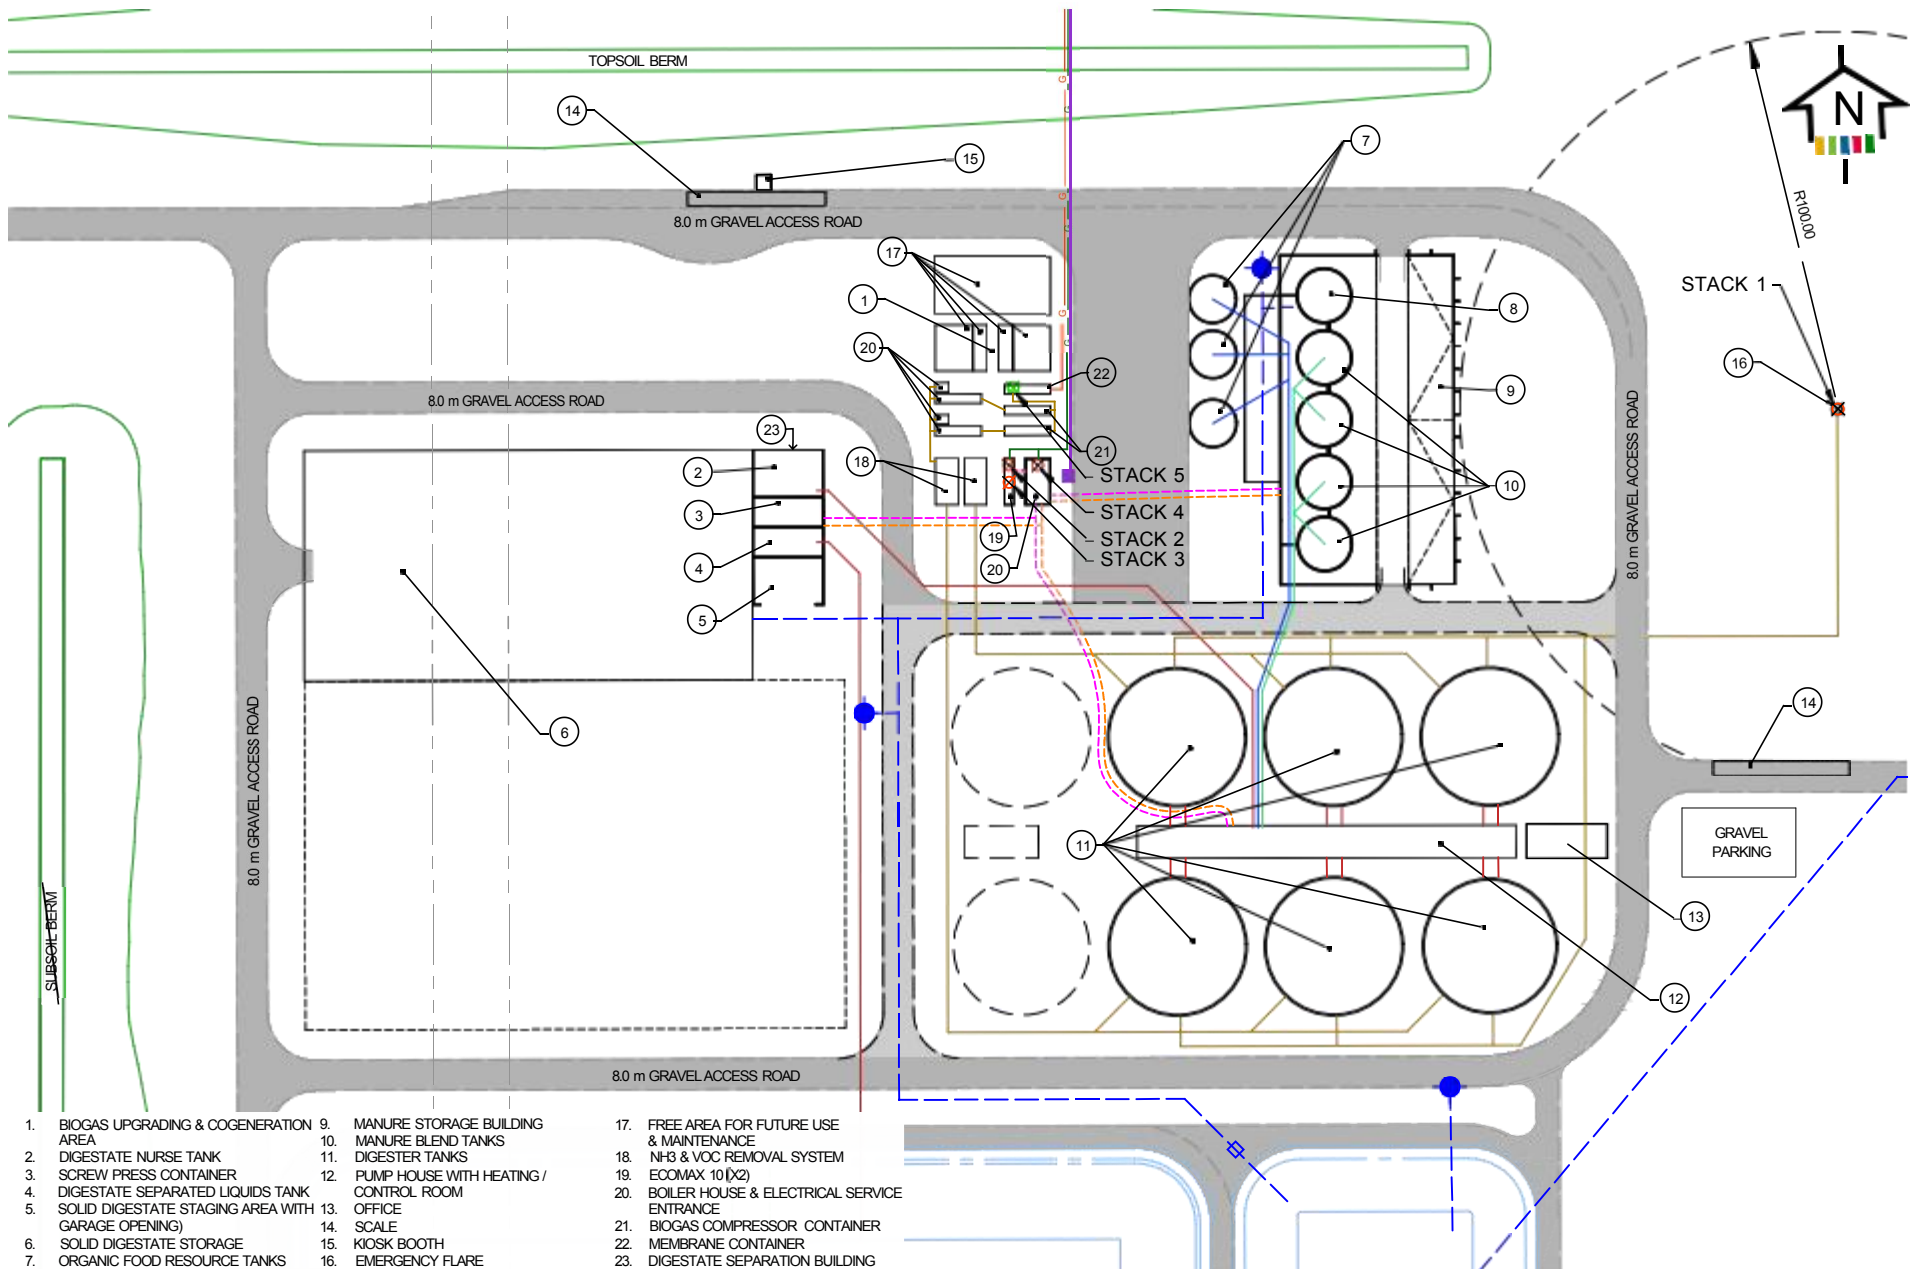 TOPSOIL BERM
N
14
15
7
R100.00
8.0 m GRAVEL ACCESS ROAD
17
G
G
G
G
G
G
G
STACK 1
1
8
20
22
16
9
8.0 m GRAVEL ACCESS ROAD
23
21
18
2
STACK 5
10
3
STACK 4
19
STACK 2
4
20
STACK 3
8.0 m GRAVEL ACCESS ROAD
5
6
14
8.0 m GRAVEL ACCESS ROAD
GRAVEL
PARKING
11
13
SUBSOIL BERM
12
8.0 m GRAVEL ACCESS ROAD
1. BIOGAS UPGRADING & COGENERATION
AREA
2. DIGESTATE NURSE TANK
3. SCREW PRESS CONTAINER
4. DIGESTATE SEPARATED LIQUIDS TANK
5. SOLID DIGESTATE STAGING AREA WITH
GARAGE OPENING)
6. SOLID DIGESTATE STORAGE
7. ORGANIC FOOD RESOURCE TANKS
9. MANURE STORAGE BUILDING
10. MANURE BLEND TANKS
11. DIGESTER TANKS
12. PUMP HOUSE WITH HEATING /
CONTROL ROOM
13. OFFICE
14. SCALE
15. KIOSK BOOTH
16. EMERGENCY FLARE
17. FREE AREA FOR FUTURE USE
& MAINTENANCE
18. NH3 & VOC REMOVAL SYSTEM
19. ECOMAX 10 (X2)
20. BOILER HOUSE & ELECTRICAL SERVICE
ENTRANCE
21. BIOGAS COMPRESSOR CONTAINER
22. MEMBRANE CONTAINER
23. DIGESTATE SEPARATION BUILDING